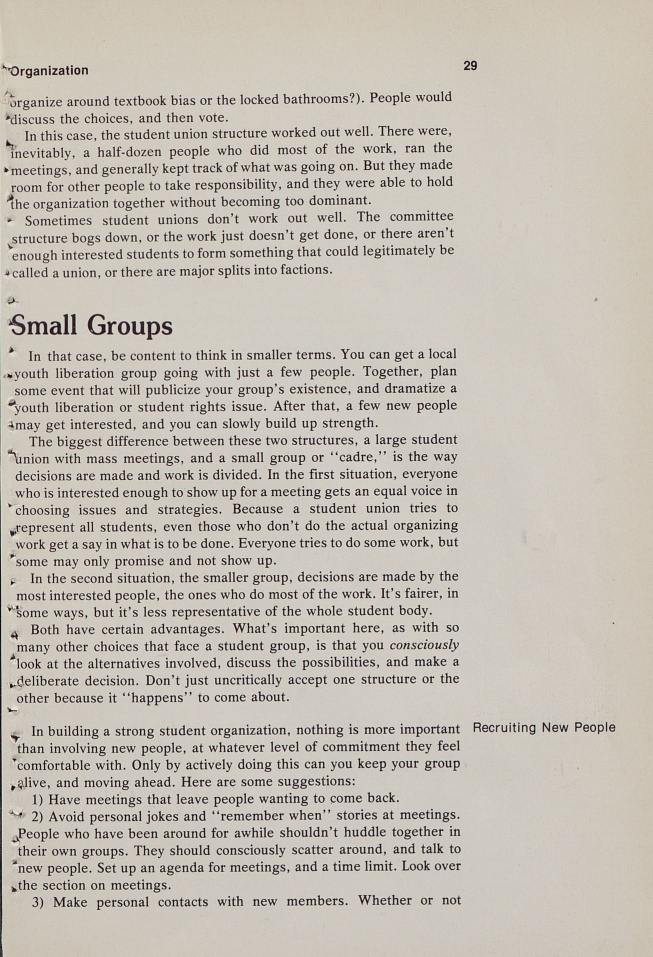 Organization
29
organize around textbook bias or the locked bathrooms?). People would
discuss the choices, and then vote.
In this case, the student union structure worked out well. There were,
inevitably, a half-dozen people who did most of the work, ran the
meetings, and generally kept track of what was going on. But they made
room for other people to take responsibility, and they were able to hold
the organization together without becoming too dominant.
Sometimes student unions don't work out well. The committee
structure bogs down, or the work just doesn't get done, or there aren't
enough interested students to form something that could legitimately be
called a union, or there are major splits into factions.
Small Groups
In that case, be content to think in smaller terms. You can get a local
youth liberation group going with just a few people. Together, plan
some event that will publicize your group's existence, and dramatize a
youth liberation or student rights issue. After that, a few new people
may get interested, and you can slowly build up strength.
The biggest difference between these two structures, a large student
union with mass meetings, and a small group or "cadre," is the way
decisions are made and work is divided. In the first situation, everyone
who is interested enough to show up for a meeting gets an equal voice in
choosing issues and strategies. Because a student union tries to
represent all students, even those who don't do the actual organizing
work get a say in what is to be done. Everyone tries to do some work, but
some may only promise and not show up.
In the second situation, the smaller group, decisions are made by the
most interested people, the ones who do most of the work. It's fairer, in
some ways, but it's less representative of the whole student body.
Both have certain advantages. What's important here, as with so
many other choices that face a student group, is that you consciously
look at the alternatives involved, discuss the possibilities, and make a
deliberate decision. Don't just uncritically accept one structure or the
other because it "happens" to come about.
Recruiting New People
In building a strong student organization, nothing is more important
than involving new people, at whatever level of commitment they feel
comfortable with. Only by actively doing this can you keep your group
alive, and moving ahead. Here are some suggestions:
1) Have meetings that leave people wanting to come back.
2) Avoid personal jokes and "remember when" stories at meetings.
People who have been around for awhile shouldn't huddle together in
their own groups. They should consciously scatter around, and talk to
new people. Set up an agenda for meetings, and a time limit. Look over
the section on meetings.
3) Make personal contacts with new members. Whether or not